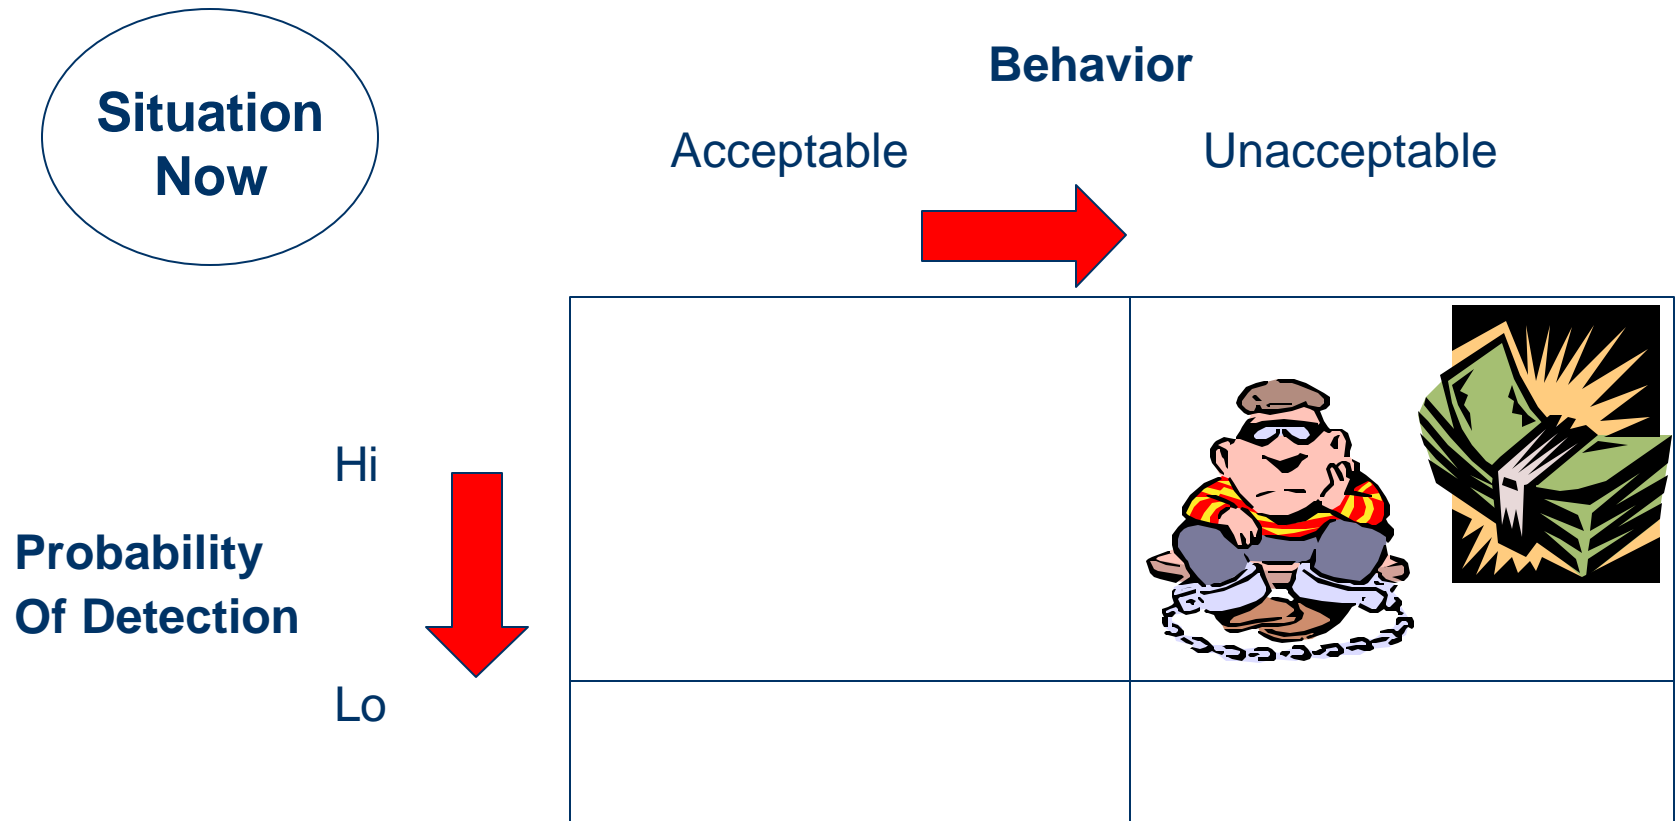 Situation
Now
Behavior
Acceptable
Unacceptable
Hi
Probability
Of Detection
Lo